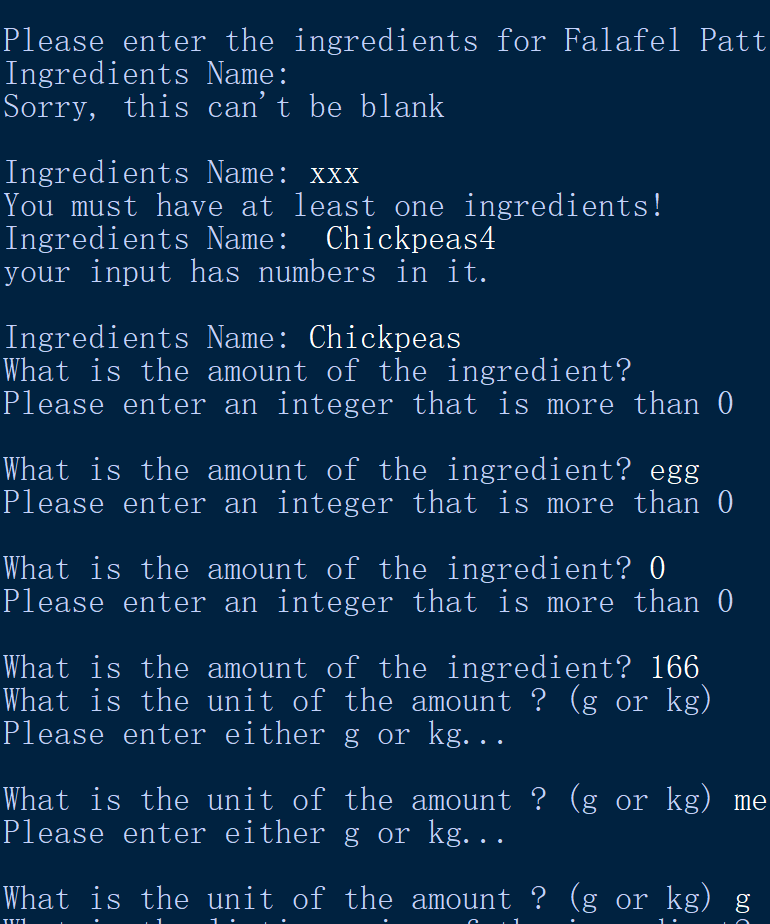 Please enter the ingredients for Falafel Patt
Ingredients Name:
Sorry, this can't be blank
Ingredients Name: xxx
You must have at least one ingredients!
Ingredients Name:  Chickpeas4
your input has numbers in it.
Ingredients Name: Chickpeas
What is the amount of the ingredient?
Please enter an integer that is more than 0
What is the amount of the ingredient? egg
Please enter an integer that is more than 0
What is the amount of the ingredient? 0
Please enter an integer that is more than 0
What is the amount of the ingredient? 166
What is the unit of the amount ? (g or kg)
Please enter either g or kg...
What is the unit of the amount ? (g or kg) me
Please enter either g or kg...
What is the unit of the amount ? (g or kg) g